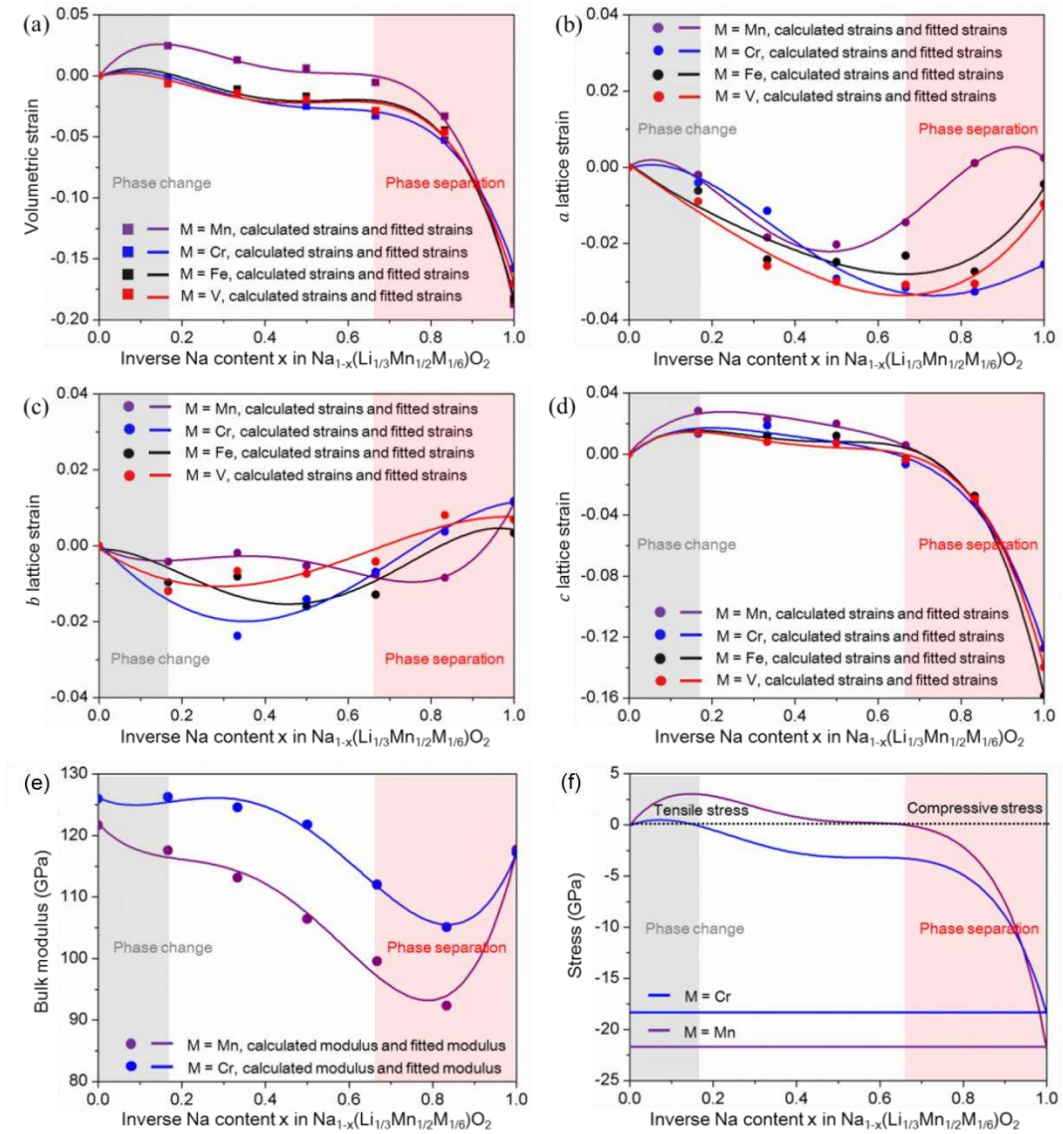 (a)
0.05
0.00
-0.05
-0.10
-0.15
-0.20
Volumetric strain
Phase change
Phase separation
M = Mn, calculated strains and fitted strains
M = Cr, calculated strains and fitted strains
M = Fe, calculated strains and fitted strains
M = V, calculated strains and fitted strains
0.0 0.2 0.4 0.6 0.8 1.0
Inverse Na content x in Na1-x(Li1/3Mn1/2M1/6)O2
(b)
0.04
0.02
0.00
-0.02
-0.04
a lattice strain
M = Mn, calculated strains and fitted strains
M = Cr, calculated strains and fitted strains
M = Fe, calculated strains and fitted strains
M = V, calculated strains and fitted strains
Phase change
Phase separation
0.0 0.2 0.4 0.6 0.8 1.0
Inverse Na content x in Na1-x(Li1/3Mn1/2M1/6)O2
(c)
0.04
0.02
0.00
-0.02
-0.04
b lattice strain
M = Mn, calculated strains and fitted strains
M = Cr, calculated strains and fitted strains
M = Fe, calculated strains and fitted strains
M = V, calculated strains and fitted strains
Phase change
Phase separation
0.0 0.2 0.4 0.6 0.8 1.0
Inverse Na content x in Na1-x(Li1/3Mn1/2M1/6)O2
(d)
0.04
0.00
-0.04
-0.08
-0.12
-0.16
c lattice strain
Phase change
Phase separation
M = Mn, calculated strains and fitted strains
M = Cr, calculated strains and fitted strains
M = Fe, calculated strains and fitted strains
M = V, calculated strains and fitted strains
0.0 0.2 0.4 0.6 0.8 1.0
Inverse Na content x in Na1-x(Li1/3Mn1/2M1/6)O2
(e)
130
120
110
100
90
80
Bulk modulus (GPa)
Phase change
Phase separation
M = Mn, calculated modulus and fitted modulus
M = Cr, calculated modulus and fitted modulus
0.0 0.2 0.4 0.6 0.8 1.0
Inverse Na content x in Na1-x(Li1/3Mn1/2M1/6)O2
(f)
5
0
-5
-10
-15
-20
-25
Stress (GPa)
Tensile stress
Compressive stress
Phase change
Phase separation
M = Cr
M = Mn
0.0 0.2 0.4 0.6 0.8 1.0
Inverse Na content x in Na1-x(Li1/3Mn1/2M1/6)O2